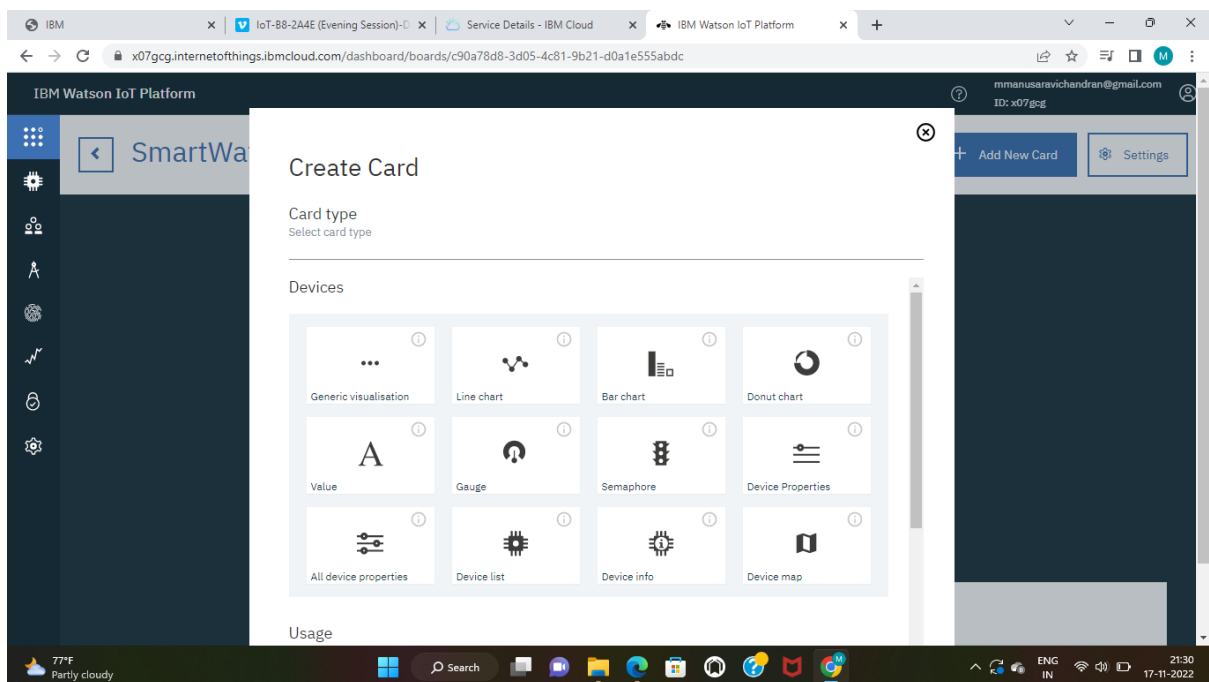 IBM
IoT-B8-2A4E (Evening Session)-D
Service Details - IBM Cloud
IBM Watson IoT Platform
x07gcg.internetofthings.ibmcloud.com/dashboard/boards/c90a78d8-3d05-4c81-9b21-d0a1e555abdc
M
IBM Watson IoT Platform
mmanusaravichandran@gmail.com
ID: x07gcg
SmartWa
Add New Card
Settings
Create Card
Card type
Select card type
Devices
Generic visualisation Line chart Bar chart Donut chart
Value Gauge Semaphore Device Properties
All device properties Device list Device info Device map
Usage
77°F
Partly cloudy
Search
ENG
IN
21:30
17-11-2022